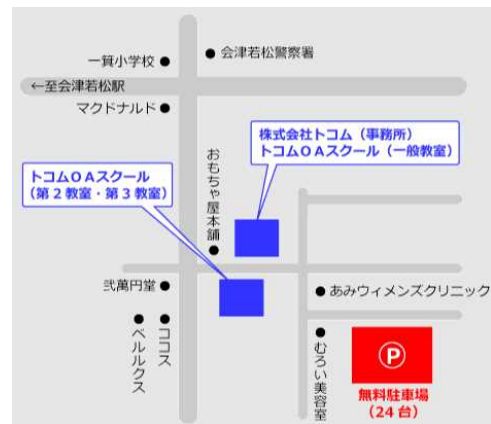 一箕小学校
会津若松警察署
←至会津若松駅
マクドナルド
株式会社トコム（事務所）
トコムＯＡスクール（一般教室）
トコムＯＡスクール
（第２教室・第３教室）
おもちゃ屋本舗
弐萬円堂
あみウィメンズクリニック
ココス
ベルルクス
むろい美容室
P
無料駐車場
（24台）